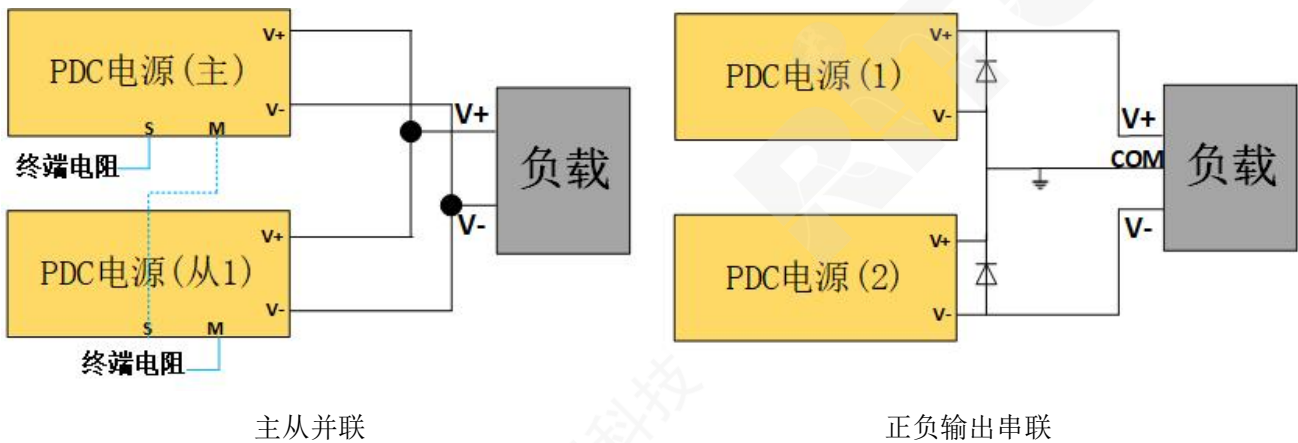 V+
PDC电源(主)
V-
S M
终端电阻
V+
PDC电源(从1)
V-
S M
终端电阻
V+
负载
V-
主从并联
V+
PDC电源(1)
V-
V+
PDC电源(2)
V-
V+
COM
负载
V-
正负输出串联
科技